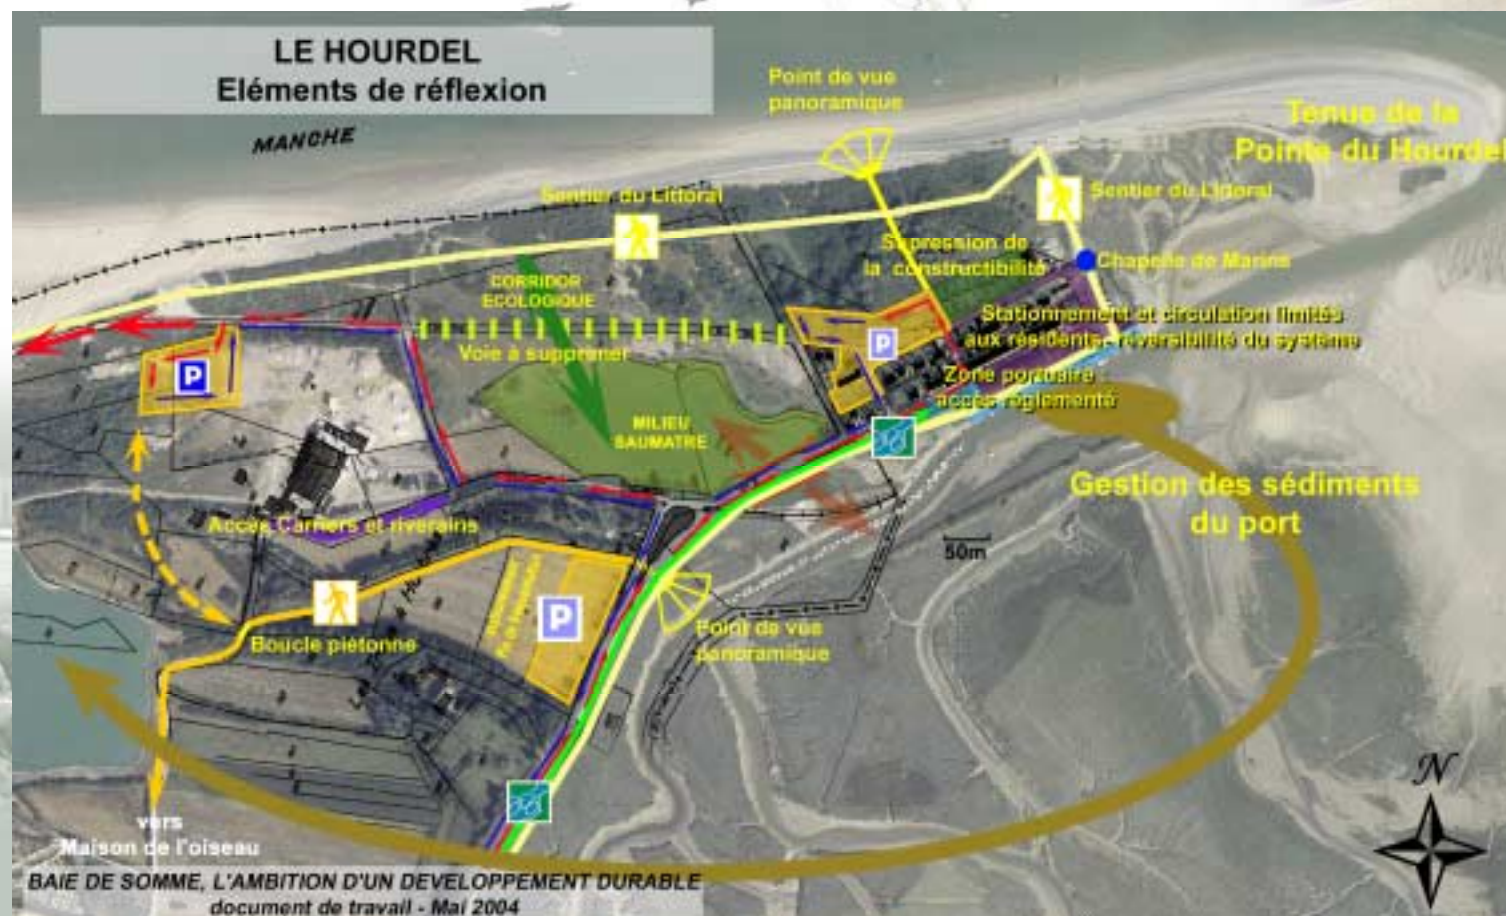 LE HOURDEL
Eléments de réflexion
MANCHE
Point de vue
panoramique
Tenue de la
Pointe du Hourdel
Sentier du Littoral
Sentier du Littoral
Supression de
la constructibilité
Chapelle de Marins
CORRIDOR
ECOLOGIQUE
Stationnement et circulation limités
aux résidents, réversibilité du système
Voie à supprimer
P
P
Zone portuaire :
accès réglementé
MILIEU
SAUMATRE
Gestion des sédiments
du port
Accès Carriers et riverains
50m
P
Boucle piétonne
Point de vue
panoramique
N
vers
Maison de l'oiseau
BAIE DE SOMME, L'AMBITION D'UN DEVELOPPEMENT DURABLE
document de travail - Mai 2004